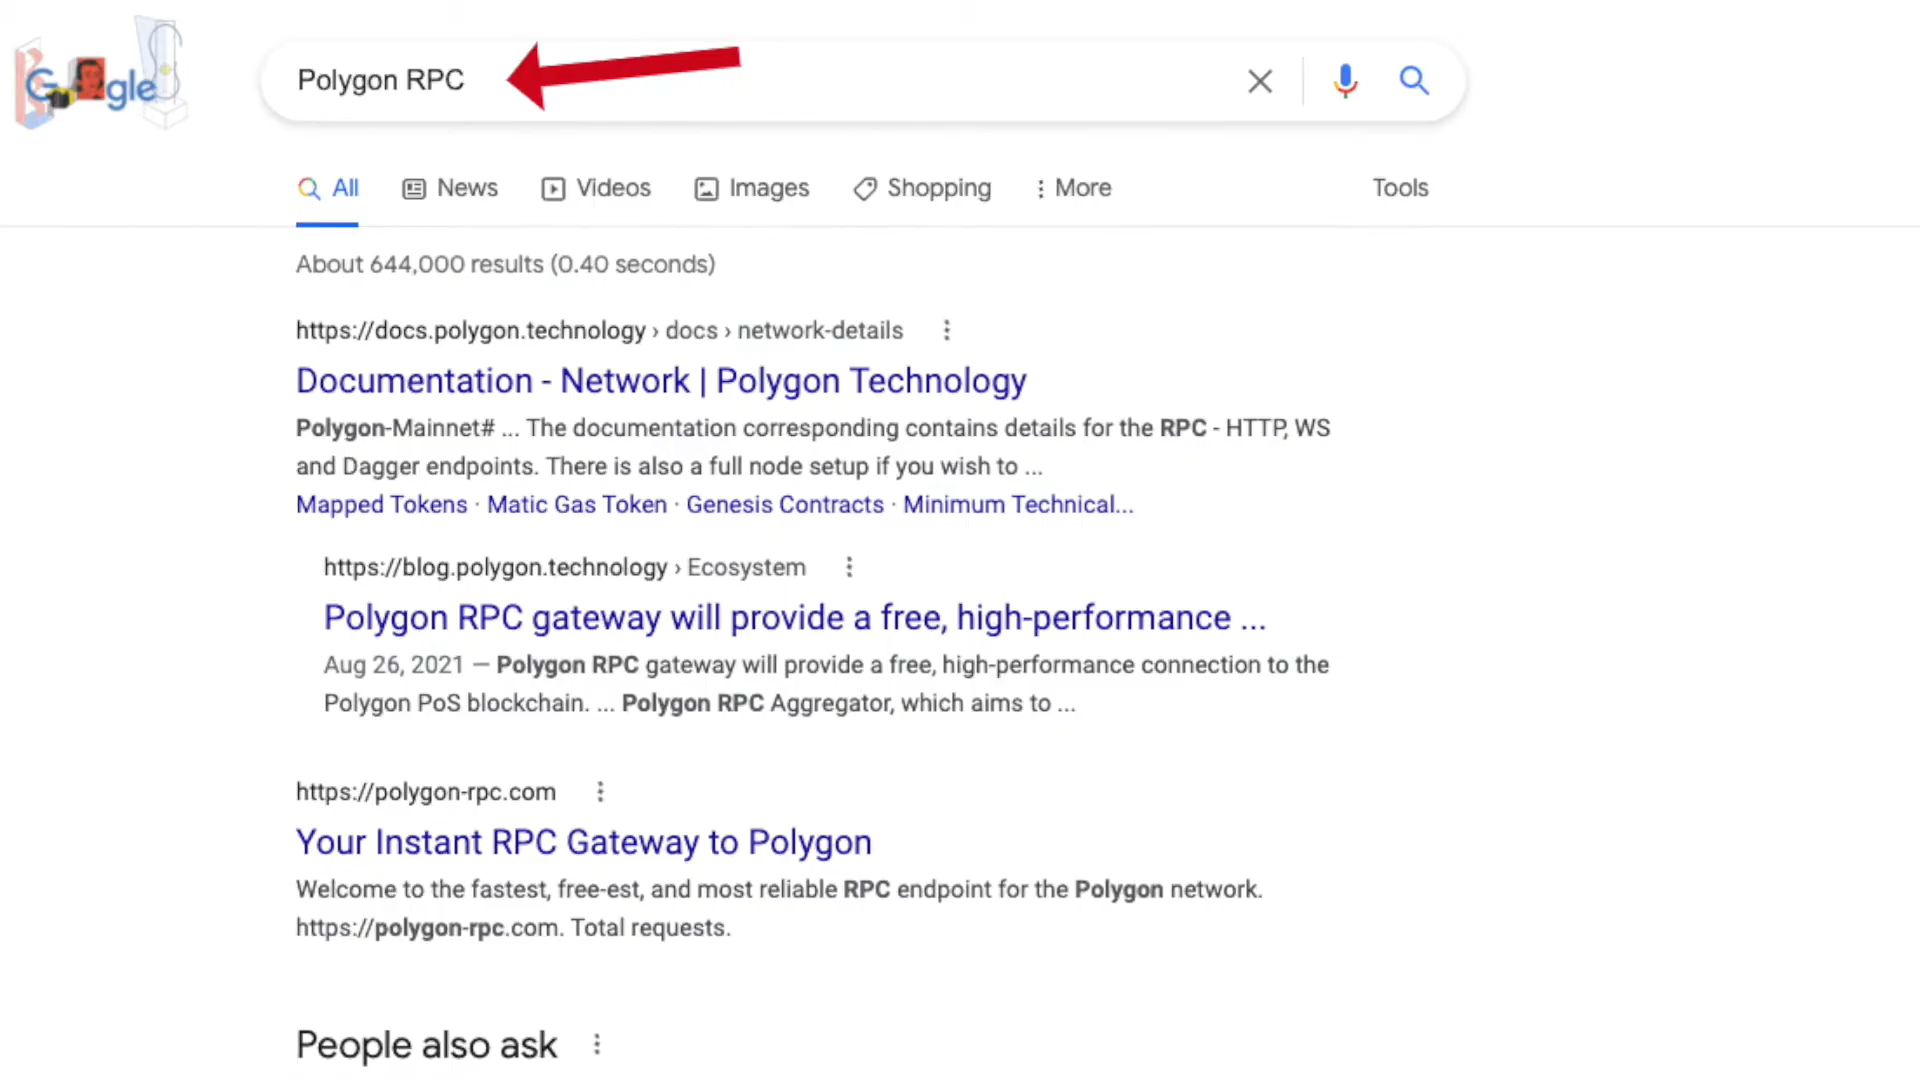 Google
Polygon RPC
All News Videos Images Shopping More Tools
About 644,000 results (0.40 seconds)
https://docs.polygon.technology › docs › network-details
Documentation - Network | Polygon Technology
Polygon-Mainnet# ... The documentation corresponding contains details for the RPC - HTTP, WS
and Dagger endpoints. There is also a full node setup if you wish to ...
Mapped Tokens · Matic Gas Token · Genesis Contracts · Minimum Technical...
https://blog.polygon.technology › Ecosystem
Polygon RPC gateway will provide a free, high-performance ...
Aug 26, 2021 — Polygon RPC gateway will provide a free, high-performance connection to the
Polygon PoS blockchain. ... Polygon RPC Aggregator, which aims to ...
https://polygon-rpc.com
Your Instant RPC Gateway to Polygon
Welcome to the fastest, free-est, and most reliable RPC endpoint for the Polygon network.
https://polygon-rpc.com. Total requests.
People also ask